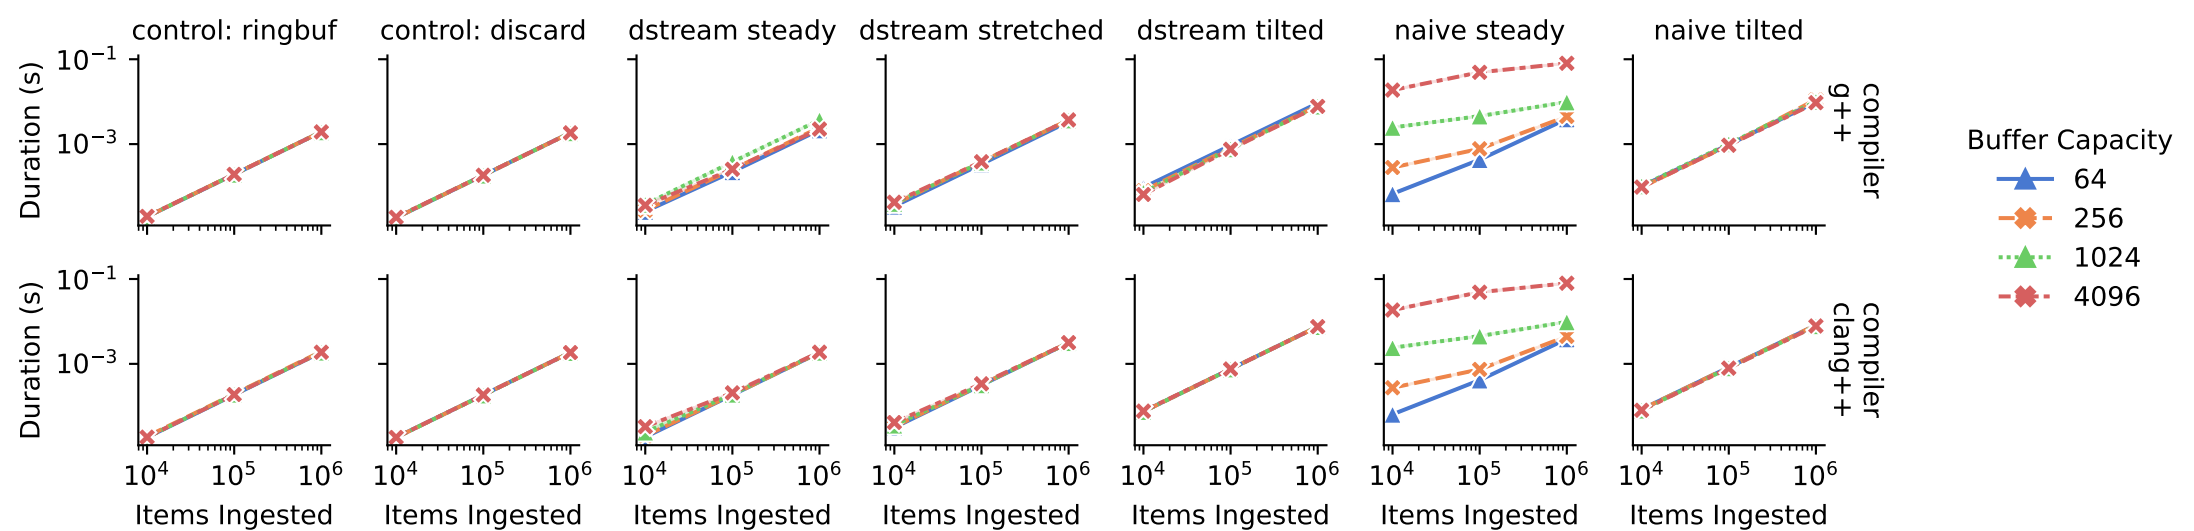 control: ringbuf
control: discard
dstream steady
dstream stretched
dstream tilted
naive steady
naive tilted
Duration (s)
10⁻¹
10⁻³
compiler
g++
Duration (s)
10⁻¹
10⁻³
compiler
clang++
10⁴ 10⁵ 10⁶
10⁴ 10⁵ 10⁶
10⁴ 10⁵ 10⁶
10⁴ 10⁵ 10⁶
10⁴ 10⁵ 10⁶
10⁴ 10⁵ 10⁶
10⁴ 10⁵ 10⁶
Items Ingested
Items Ingested
Items Ingested
Items Ingested
Items Ingested
Items Ingested
Items Ingested
Buffer Capacity
64
256
1024
4096